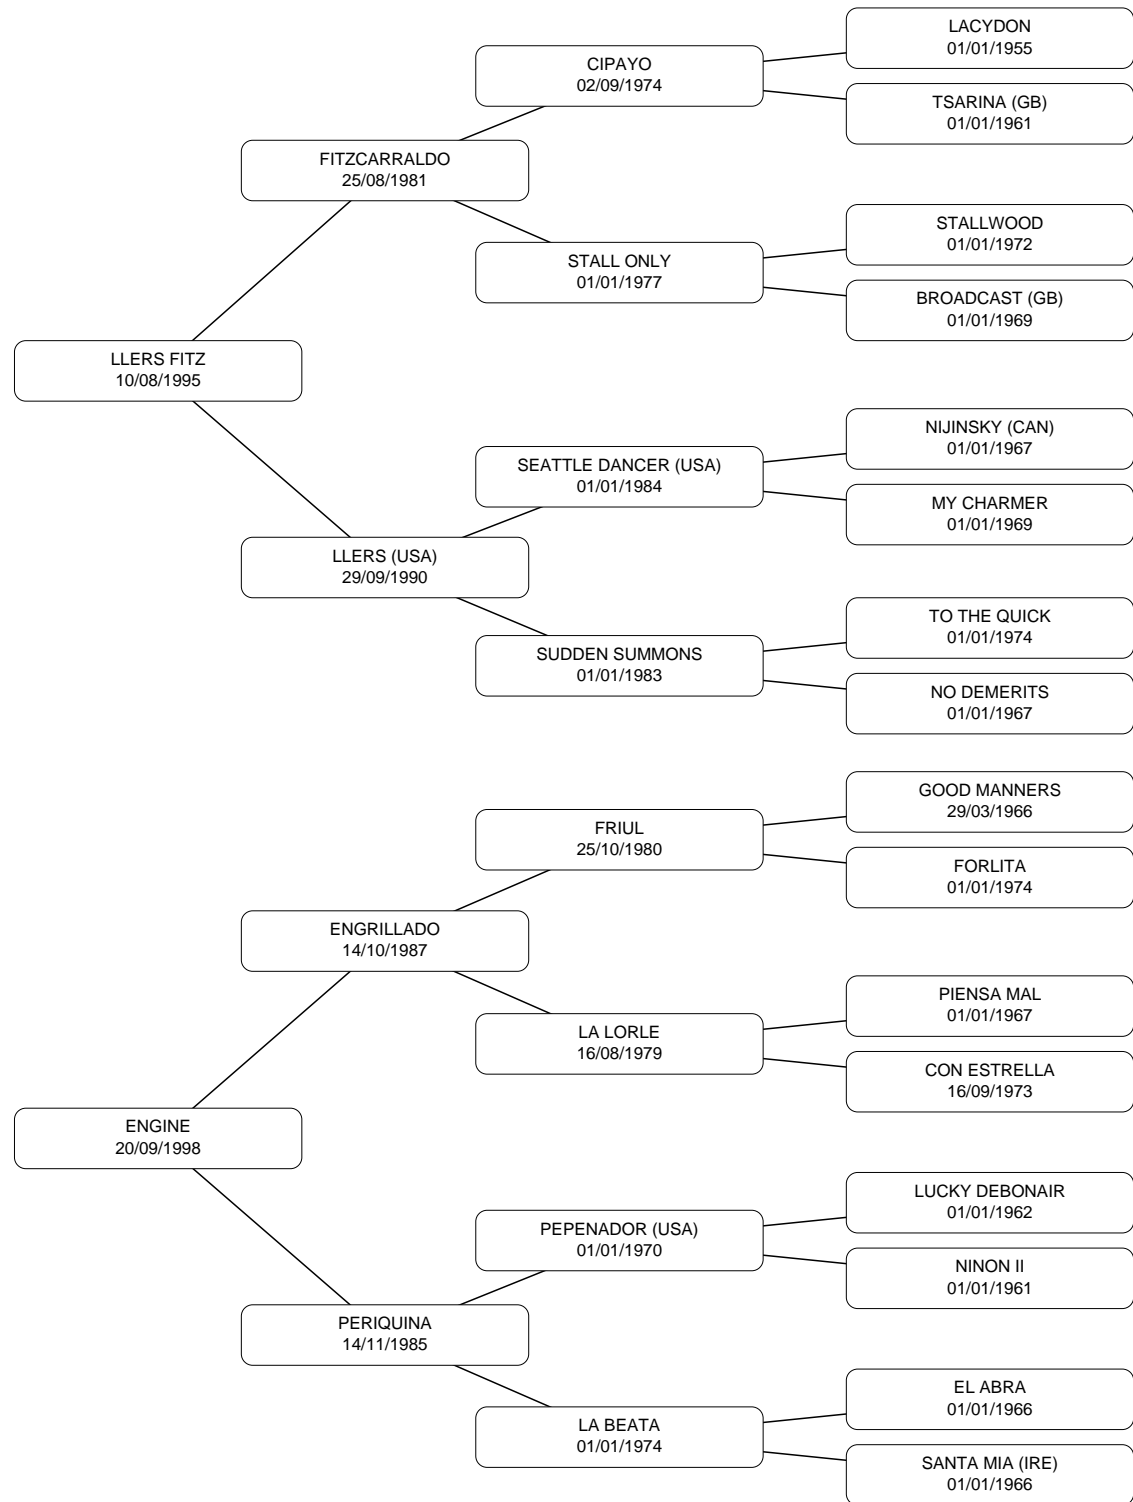 LACYDON
01/01/1955
CIPAYO
02/09/1974
TSARINA (GB)
01/01/1961
FITZCARRALDO
25/08/1981
STALLWOOD
01/01/1972
STALL ONLY
01/01/1977
BROADCAST (GB)
01/01/1969
LLERS FITZ
10/08/1995
NIJINSKY (CAN)
01/01/1967
SEATTLE DANCER (USA)
01/01/1984
MY CHARMER
01/01/1969
LLERS (USA)
29/09/1990
TO THE QUICK
01/01/1974
SUDDEN SUMMONS
01/01/1983
NO DEMERITS
01/01/1967
GOOD MANNERS
29/03/1966
FRIUL
25/10/1980
FORLITA
01/01/1974
ENGRILLADO
14/10/1987
PIENSA MAL
01/01/1967
LA LORLE
16/08/1979
CON ESTRELLA
16/09/1973
ENGINE
20/09/1998
LUCKY DEBONAIR
01/01/1962
PEPENADOR (USA)
01/01/1970
NINON II
01/01/1961
PERIQUINA
14/11/1985
EL ABRA
01/01/1966
LA BEATA
01/01/1974
SANTA MIA (IRE)
01/01/1966